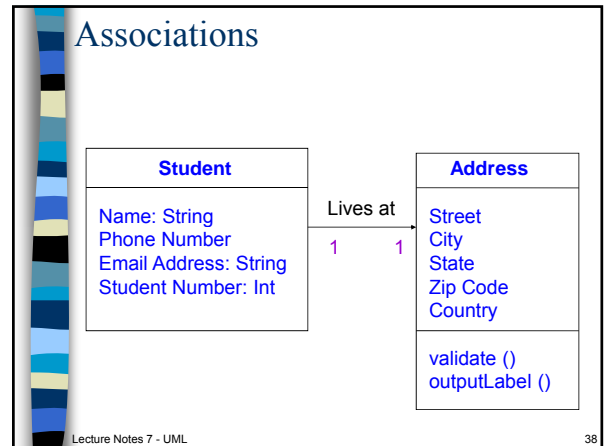 Associations
Student
Name: String
Phone Number
Email Address: String
Student Number: Int
Lives at
1 1
Address
Street
City
State
Zip Code
Country
validate ()
outputLabel ()
Lecture Notes 7 - UML
38